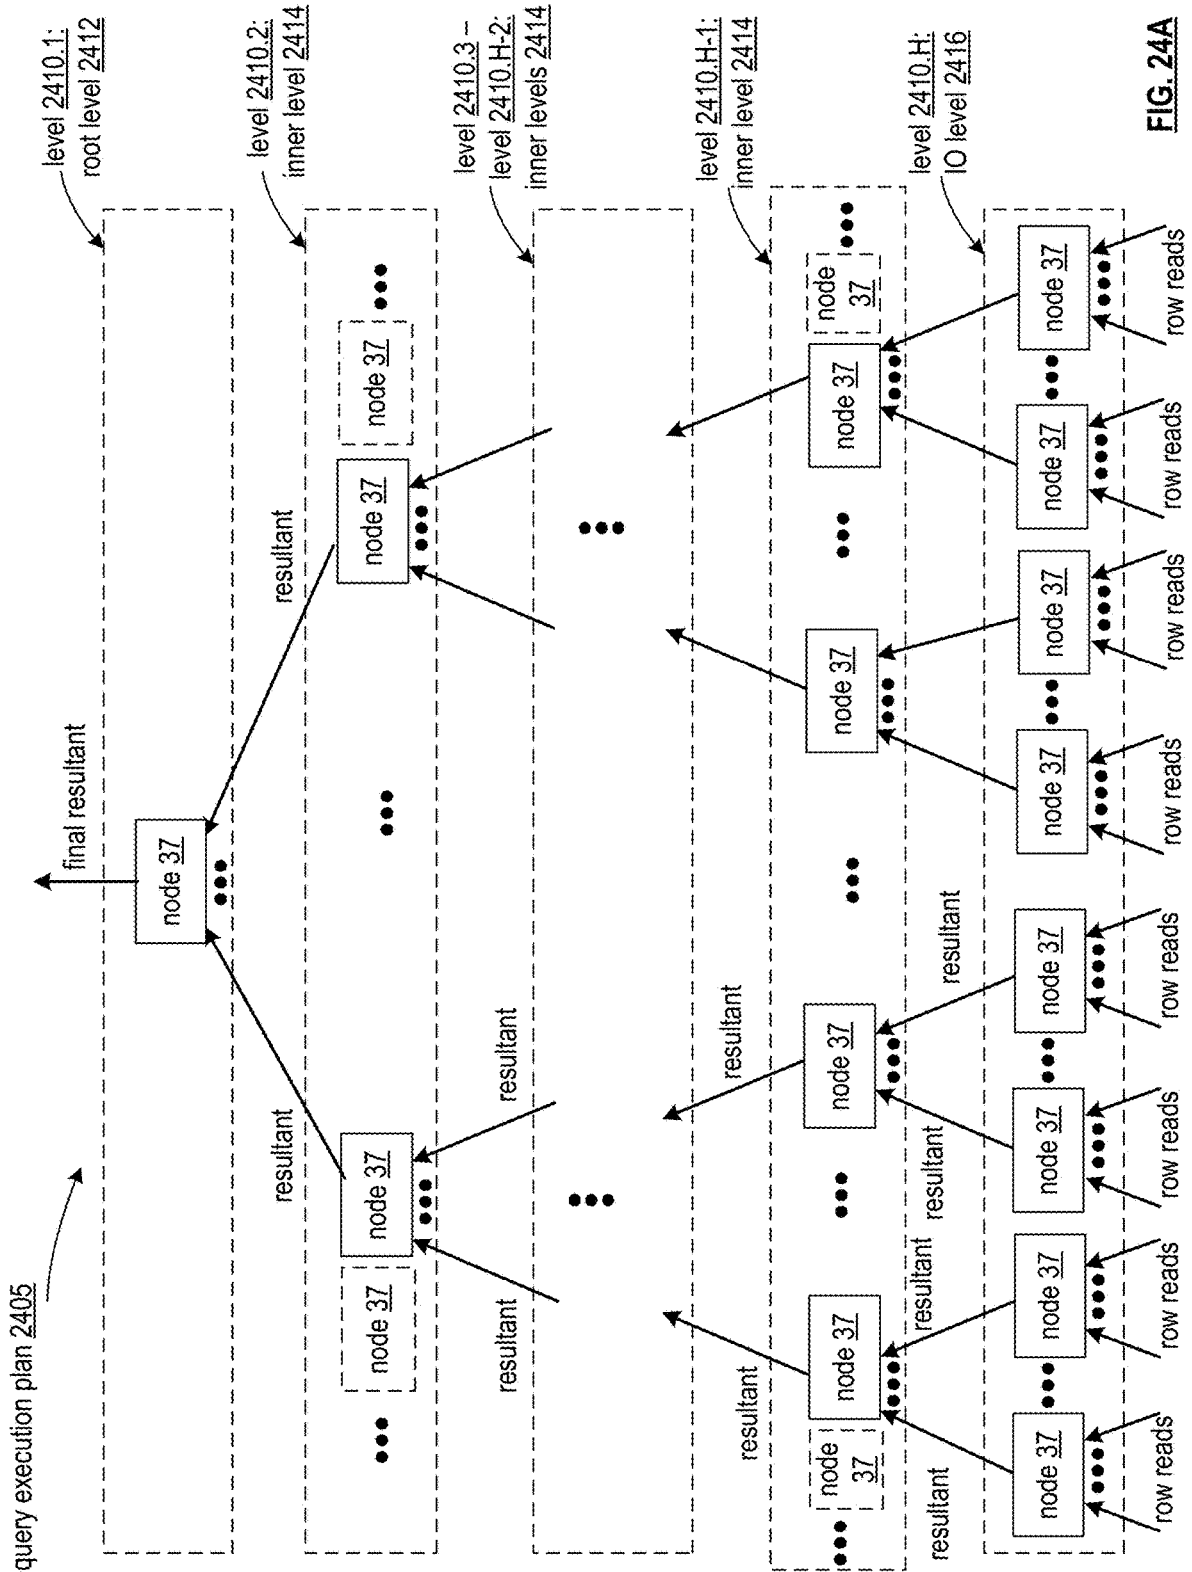 query execution plan 2405
final resultant
level 2410.1:
root level 2412
node 37
resultant
resultant
level 2410.2:
inner level 2414
node 37
node 37
node 37
node 37
resultant
resultant
level 2410.3 –
level 2410.H-2:
inner levels 2414
resultant
resultant
level 2410.H-1:
inner level 2414
node
37
node 37
node 37
node 37
node 37
node
37
resultant
resultant
resultant
resultant
level 2410.H:
IO level 2416
node 37
node 37
node 37
node 37
node 37
node 37
node 37
node 37
row reads
row reads
row reads
row reads
row reads
row reads
row reads
row reads
FIG. 24A